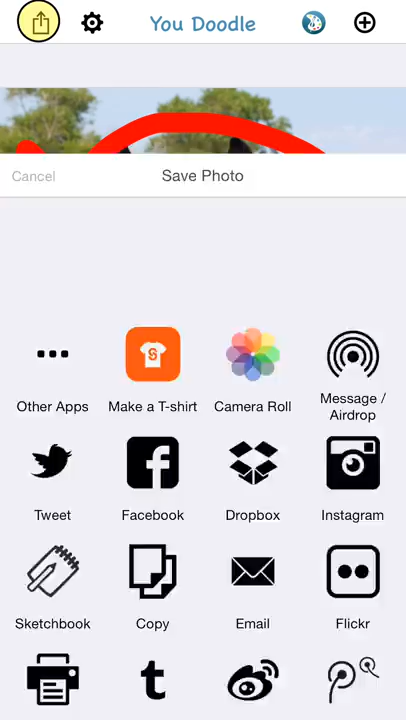 You Doodle
Cancel
Save Photo
Other Apps
Make a T-shirt
Camera Roll
Message /
Airdrop
Tweet
Facebook
Dropbox
Instagram
Sketchbook
Copy
Email
Flickr